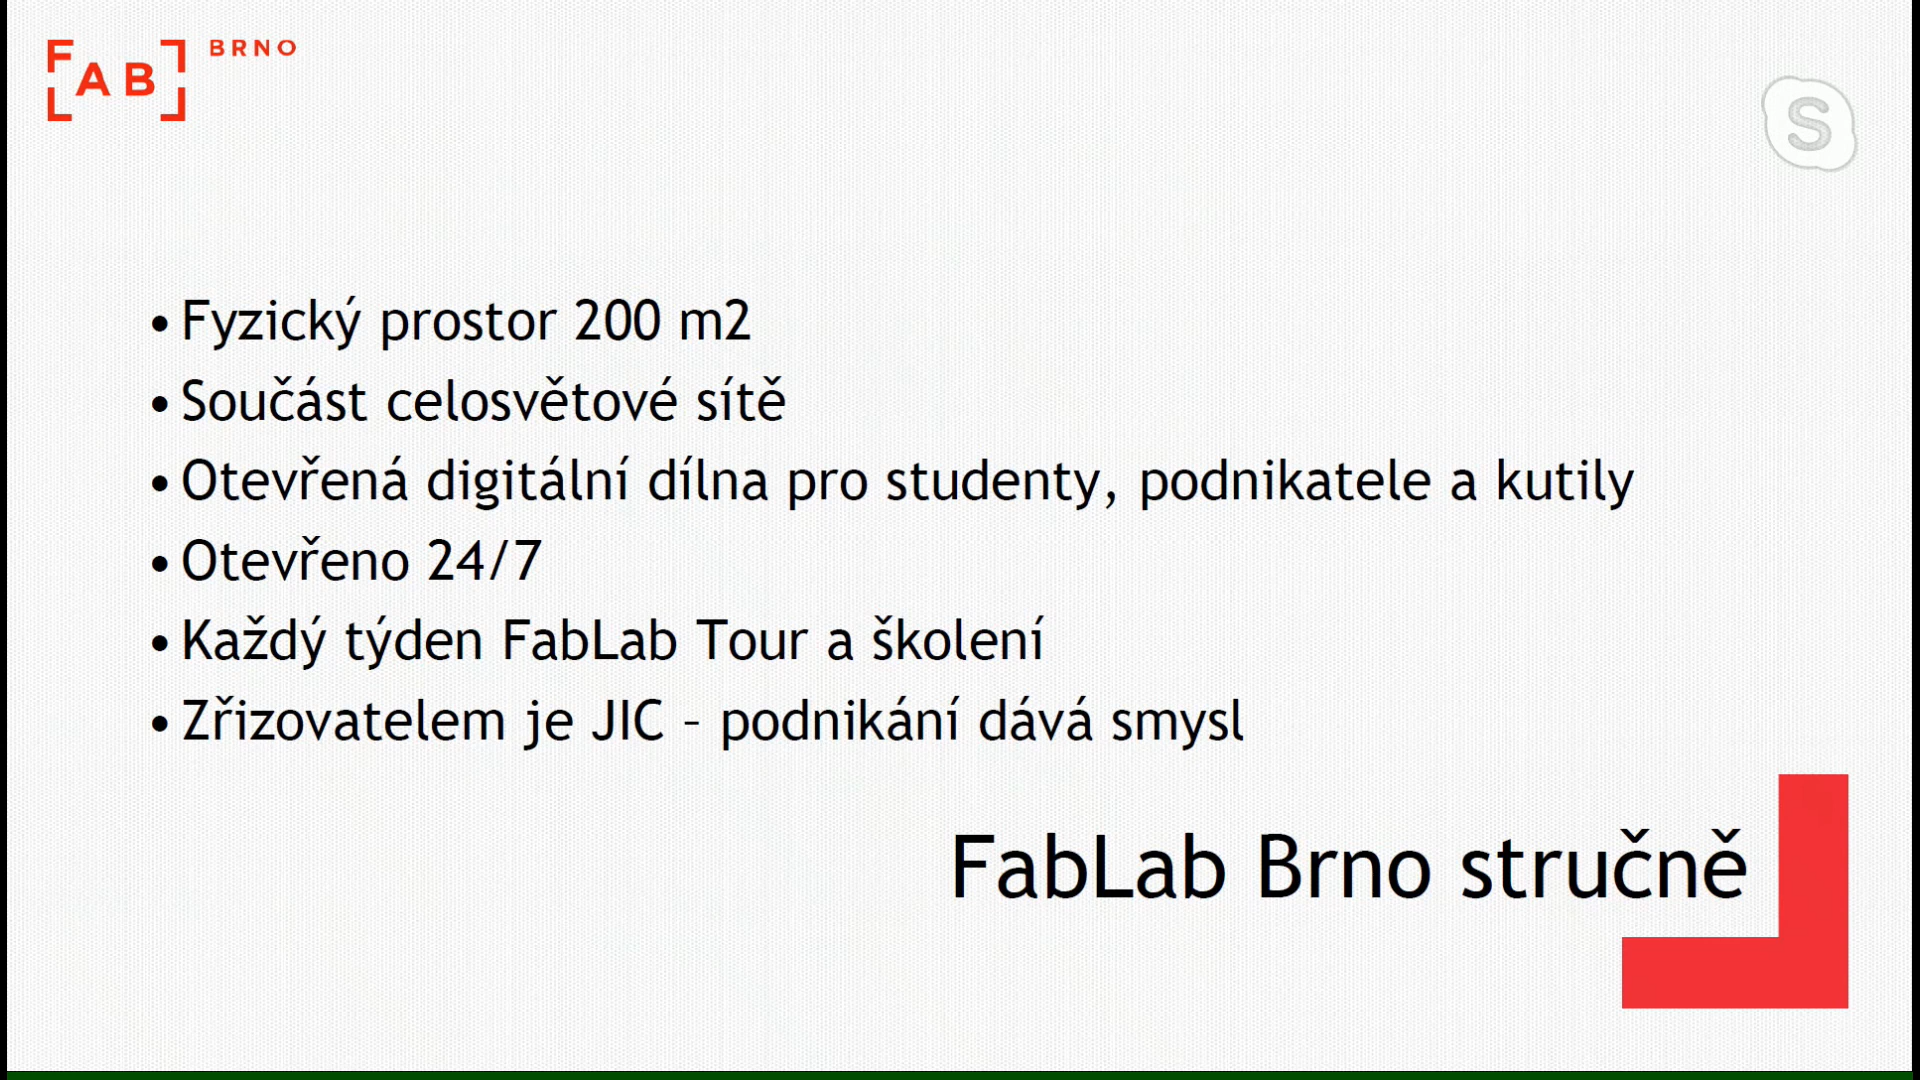 FAB BRNO
S
• Fyzický prostor 200 m2
• Součást celosvětové sítě
• Otevřená digitální dílna pro studenty, podnikatele a kutily
• Otevřeno 24/7
• Každý týden FabLab Tour a školení
• Zřizovatelem je JIC – podnikání dává smysl
FabLab Brno stručně